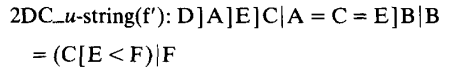 2DC_u-string(f′): D]A]E]C|A = C = E]B|B
= (C[E < F)|F